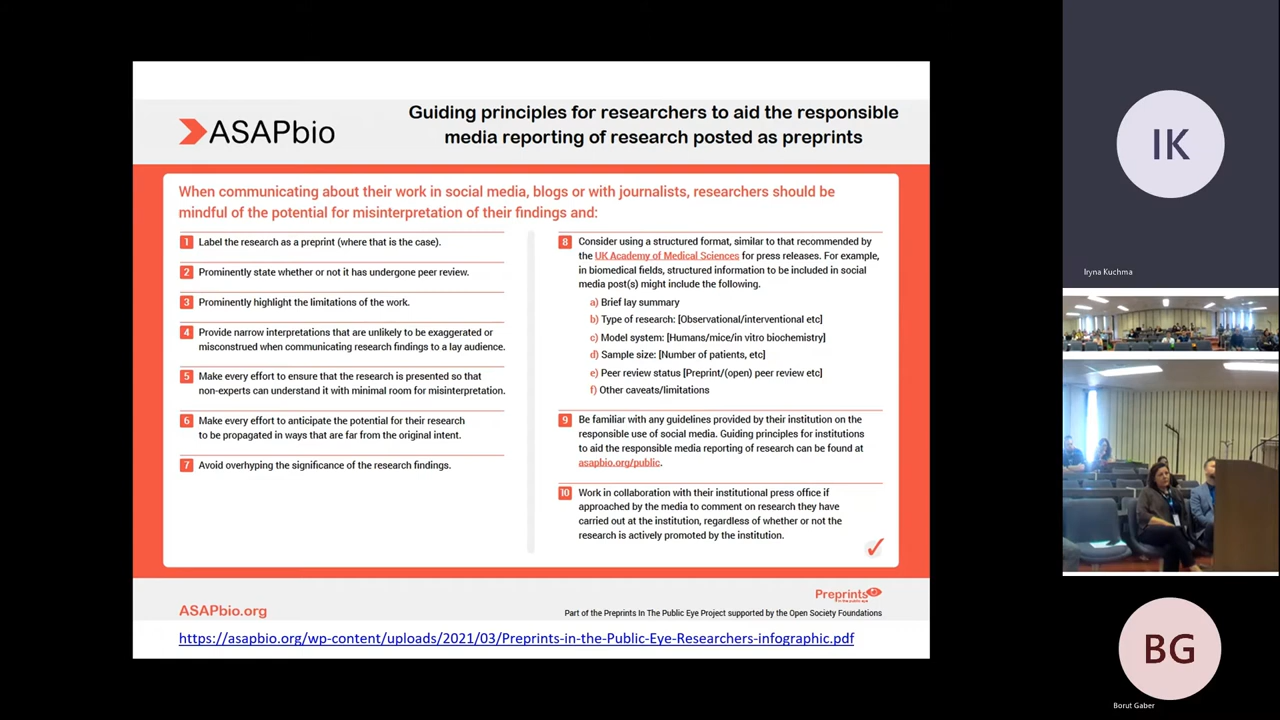 ASAPbio
Guiding principles for researchers to aid the responsible
media reporting of research posted as preprints
When communicating about their work in social media, blogs or with journalists, researchers should be
mindful of the potential for misinterpretation of their findings and:
1 Label the research as a preprint (where that is the case).
2 Prominently state whether or not it has undergone peer review.
3 Prominently highlight the limitations of the work.
4 Provide narrow interpretations that are unlikely to be exaggerated or
misconstrued when communicating research findings to a lay audience.
5 Make every effort to ensure that the research is presented so that
non-experts can understand it with minimal room for misinterpretation.
6 Make every effort to anticipate the potential for their research
to be propagated in ways that are far from the original intent.
7 Avoid overhyping the significance of the research findings.
8 Consider using a structured format, similar to that recommended by
the UK Academy of Medical Sciences for press releases. For example,
in biomedical fields, structured information to be included in social
media post(s) might include the following.
a) Brief lay summary
b) Type of research: [Observational/interventional etc]
c) Model system: [Humans/mice/in vitro biochemistry]
d) Sample size: [Number of patients, etc]
e) Peer review status [Preprint/(open) peer review etc]
f) Other caveats/limitations
9 Be familiar with any guidelines provided by their institution on the
responsible use of social media. Guiding principles for institutions
to aid the responsible media reporting of research can be found at
asapbio.org/public.
10 Work in collaboration with their institutional press office if
approached by the media to comment on research they have
carried out at the institution, regardless of whether or not the
research is actively promoted by the institution.
ASAPbio.org
Preprints
in the public eye
Part of the Preprints In The Public Eye Project supported by the Open Society Foundations
https://asapbio.org/wp-content/uploads/2021/03/Preprints-in-the-Public-Eye-Researchers-infographic.pdf
IK
Iryna Kuchma
BG
Borut Gaber